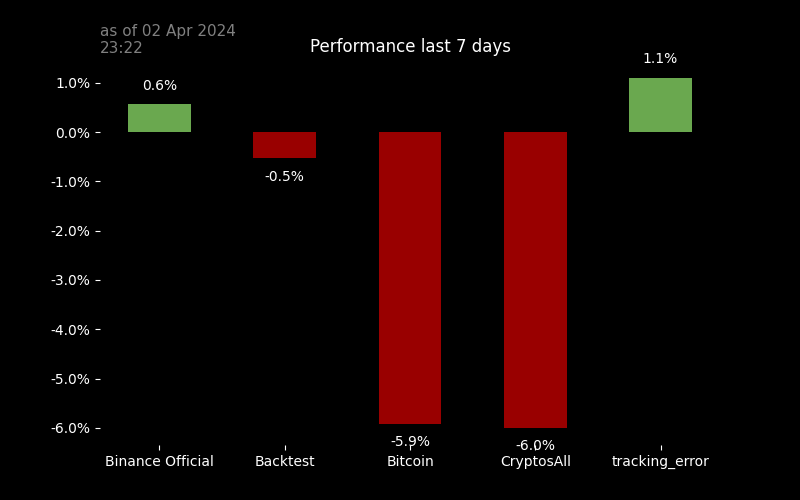 as of 02 Apr 2024
23:22
Performance last 7 days
1.1%
1.0%
0.6%
0.0%
-0.5%
-1.0%
-2.0%
-3.0%
-4.0%
-5.0%
-6.0%
-5.9%
-6.0%
Binance Official
Backtest
Bitcoin
CryptosAll
tracking_error